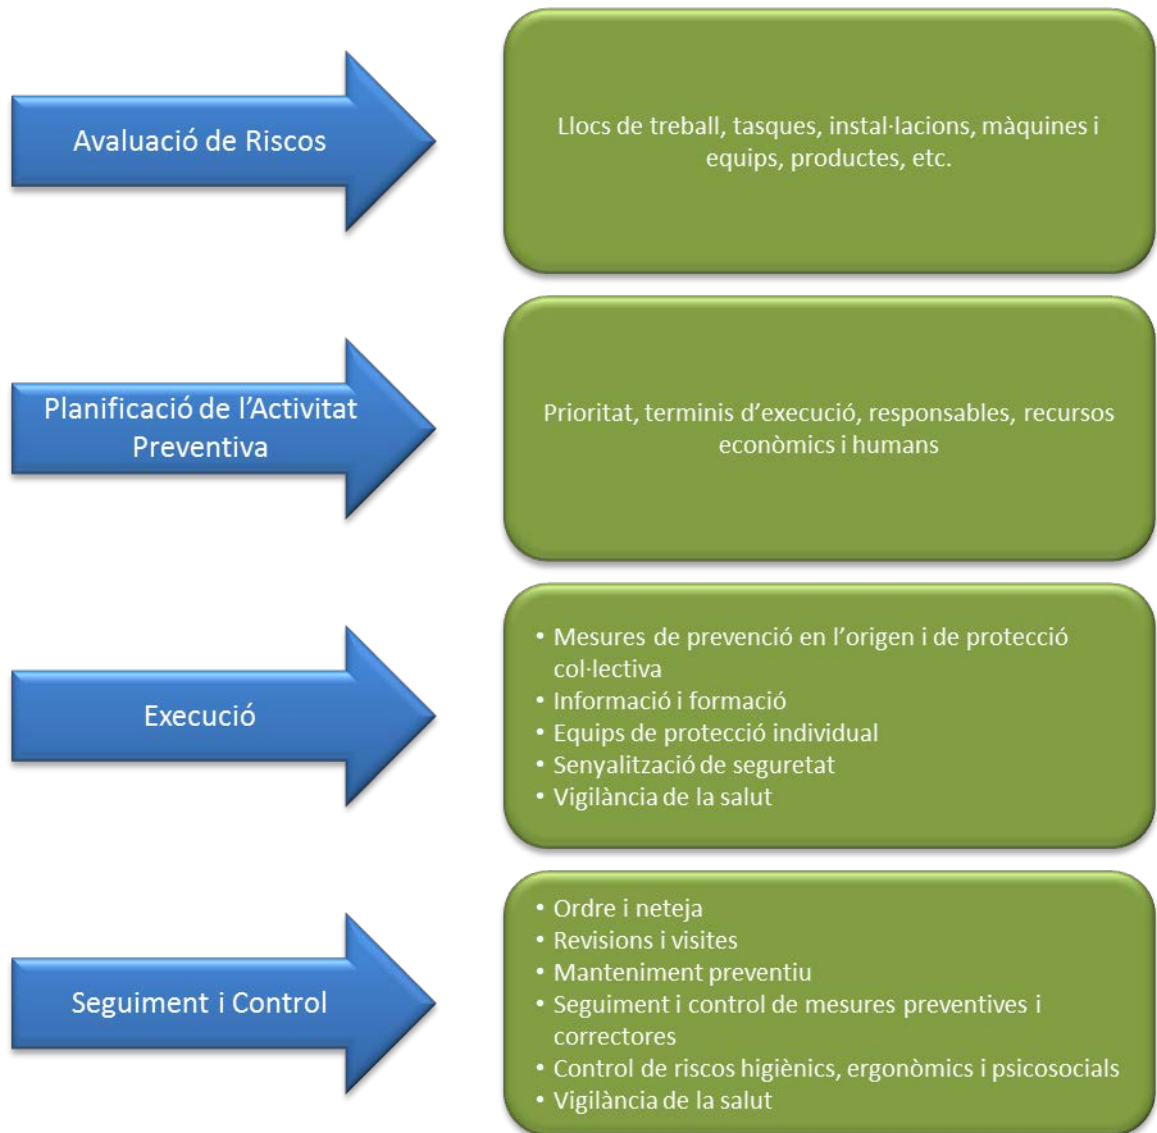 Avaluació de Riscos
Llocs de treball, tasques, instal·lacions, màquines i
equips, productes, etc.
Planificació de l’Activitat
Preventiva
Prioritat, terminis d’execució, responsables, recursos
econòmics i humans
Execució
• Mesures de prevenció en l’origen i de protecció
col·lectiva
• Informació i formació
• Equips de protecció individual
• Senyalització de seguretat
• Vigilància de la salut
Seguiment i Control
• Ordre i neteja
• Revisions i visites
• Manteniment preventiu
• Seguiment i control de mesures preventives i
correctores
• Control de riscos higiènics, ergonòmics i psicosocials
• Vigilància de la salut